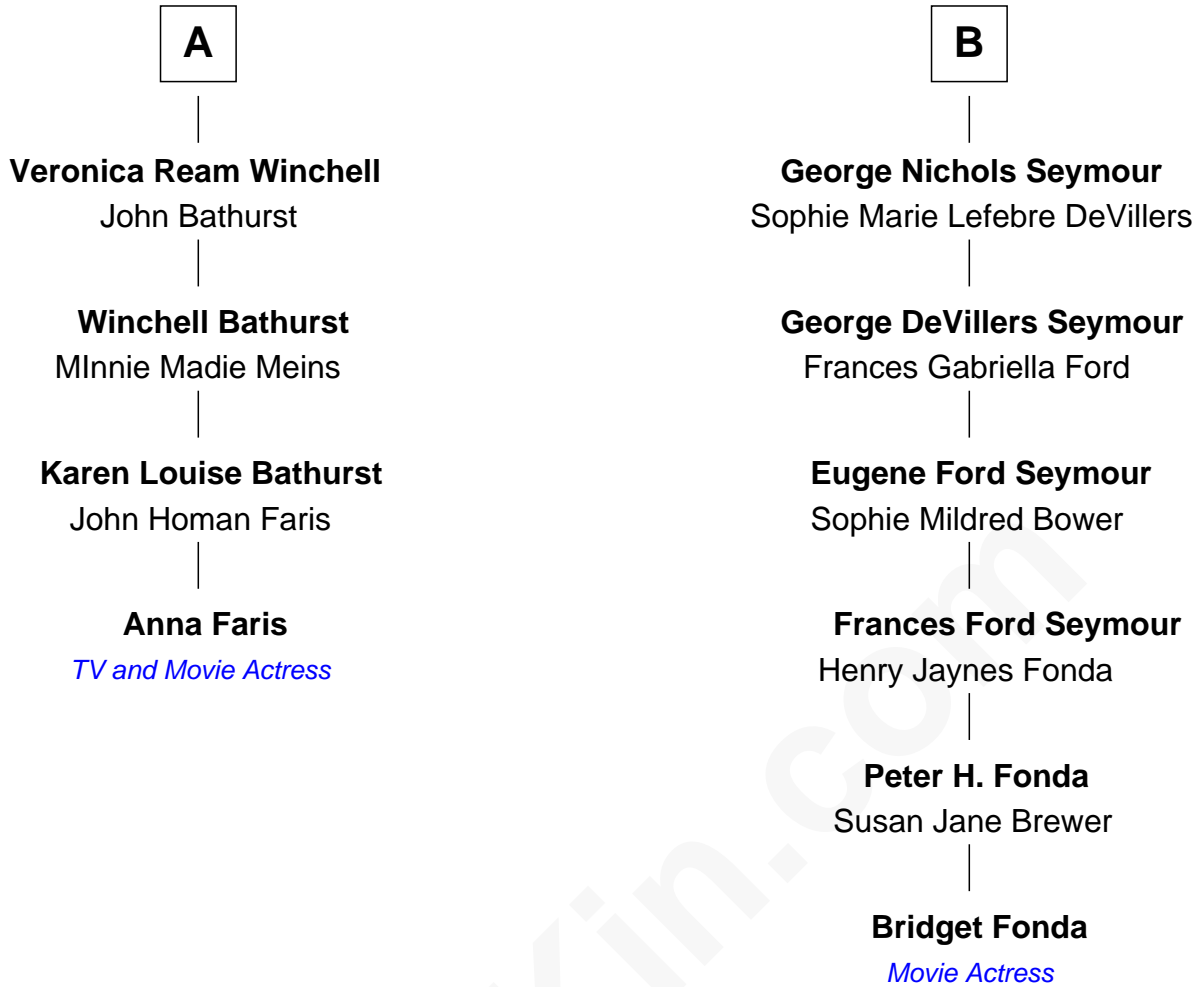 A
Veronica Ream Winchell
John Bathurst
Winchell Bathurst
MInnie Madie Meins
Karen Louise Bathurst
John Homan Faris
Anna Faris
TV and Movie Actress
B
George Nichols Seymour
Sophie Marie Lefebre DeVillers
George DeVillers Seymour
Frances Gabriella Ford
Eugene Ford Seymour
Sophie Mildred Bower
Frances Ford Seymour
Henry Jaynes Fonda
Peter H. Fonda
Susan Jane Brewer
Bridget Fonda
Movie Actress
Kin.com